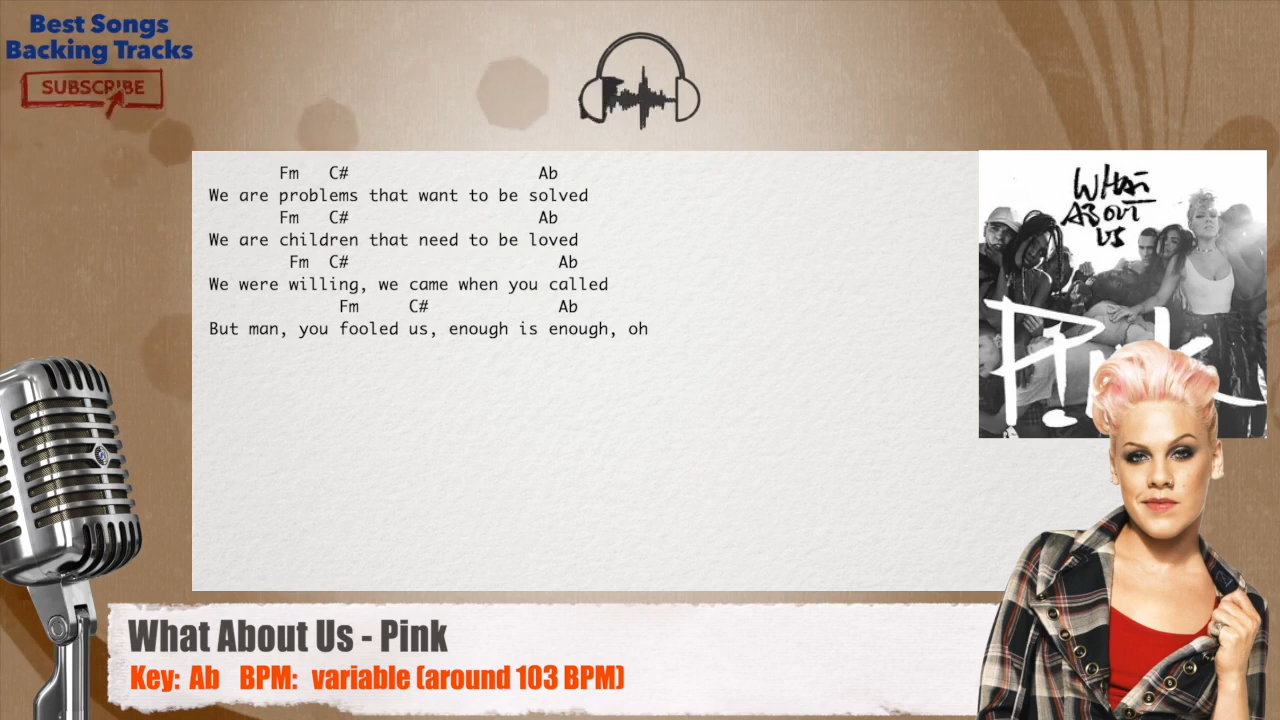 Best Songs
Backing Tracks
SUBSCRIBE
       Fm   C#                   Ab
We are problems that want to be solved
       Fm   C#                   Ab
We are children that need to be loved
        Fm  C#                     Ab
We were willing, we came when you called
             Fm     C#             Ab
But man, you fooled us, enough is enough, oh
WHAT
ABOUT
US
P!nk
What About Us - Pink
Key: Ab BPM: variable (around 103 BPM)